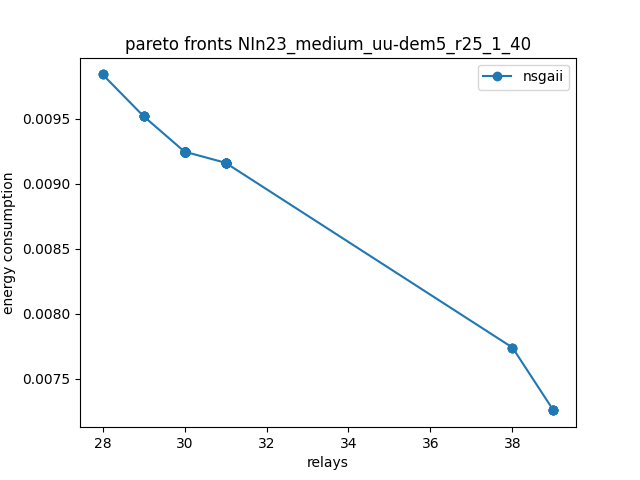 pareto fronts NIn23_medium_uu-dem5_r25_1_40
nsgaii
0.0095
0.0090
0.0085
0.0080
0.0075
energy consumption
28 30 32 34 36 38
relays